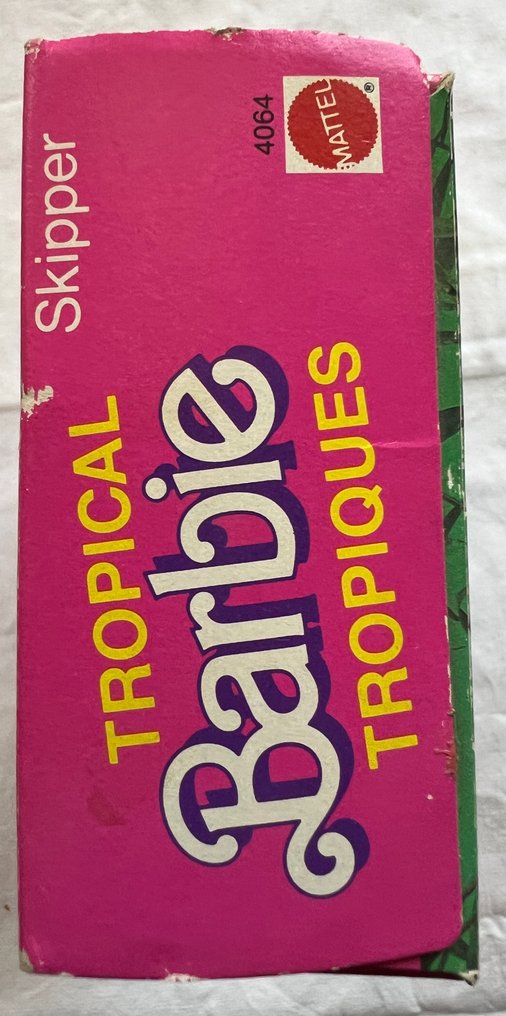 TROPICAL
Barbie
TROPIQUES
Skipper
4064
MATTEL
®